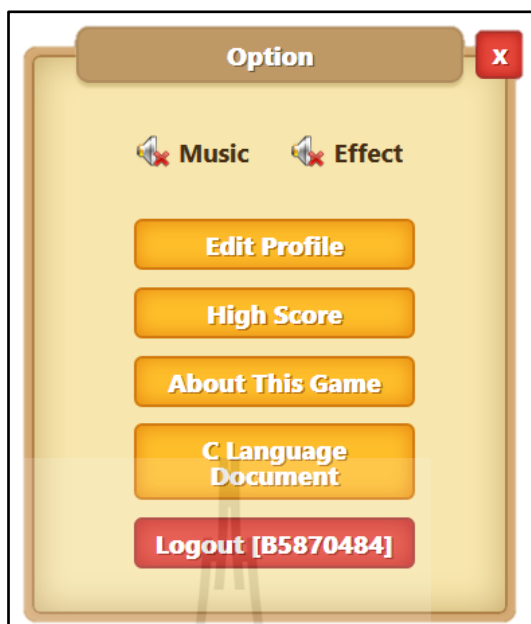 Option
x
Music Effect
Edit Profile
High Score
About This Game
C Language
Document
Logout [B5870484]